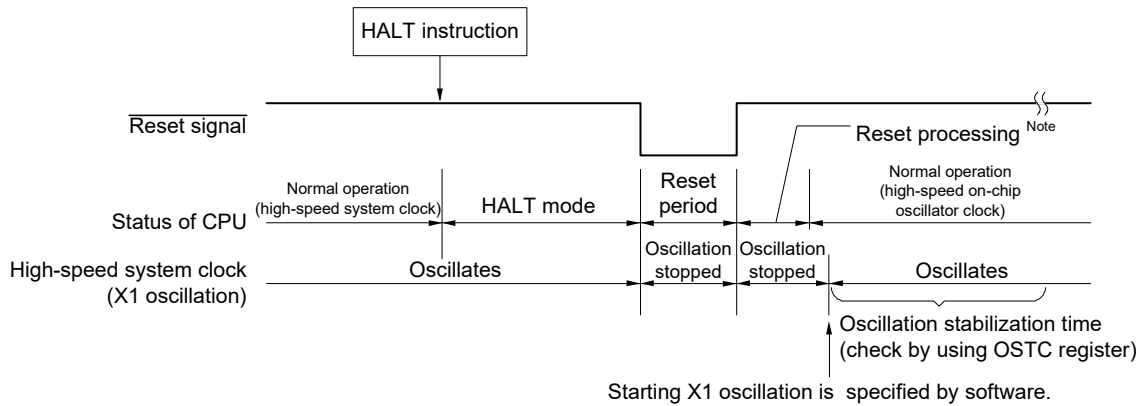 HALT instruction
Reset signal
Reset processing Note
Status of CPU
Normal operation
(high-speed system clock)
HALT mode
Reset
period
Normal operation
(high-speed on-chip
oscillator clock)
High-speed system clock
(X1 oscillation)
Oscillates
Oscillation
stopped
Oscillation
stopped
Oscillates
Oscillation stabilization time
(check by using OSTC register)
Starting X1 oscillation is specified by software.